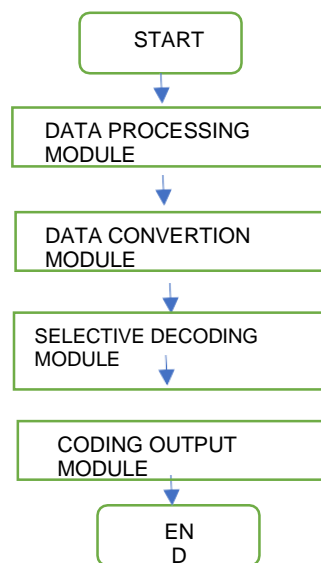 START
DATA PROCESSING
MODULE
DATA CONVERTION
MODULE
SELECTIVE DECODING
MODULE
CODING OUTPUT
MODULE
EN
D